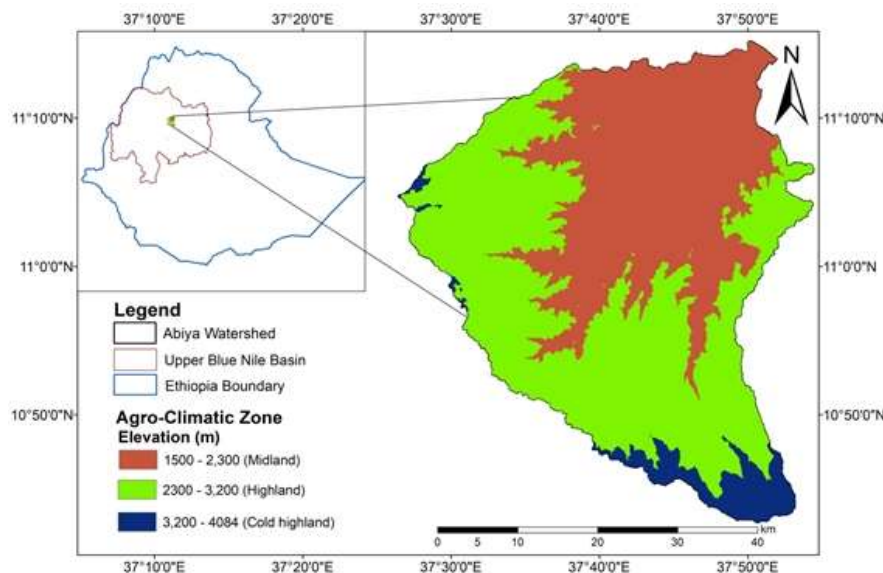 37°10'0"E 37°20'0"E 37°30'0"E 37°40'0"E 37°50'0"E
N
11°10'0"N 11°10'0"N
11°0'0"N 11°0'0"N
Legend
Abiya Watershed
Upper Blue Nile Basin
Ethiopia Boundary
10°50'0"N 10°50'0"N
Agro-Climatic Zone
Elevation (m)
1500 - 2,300 (Midland)
2300 - 3,200 (Highland)
3,200 - 4084 (Cold highland)
km
0 5 10 20 30 40
37°10'0"E 37°20'0"E 37°30'0"E 37°40'0"E 37°50'0"E